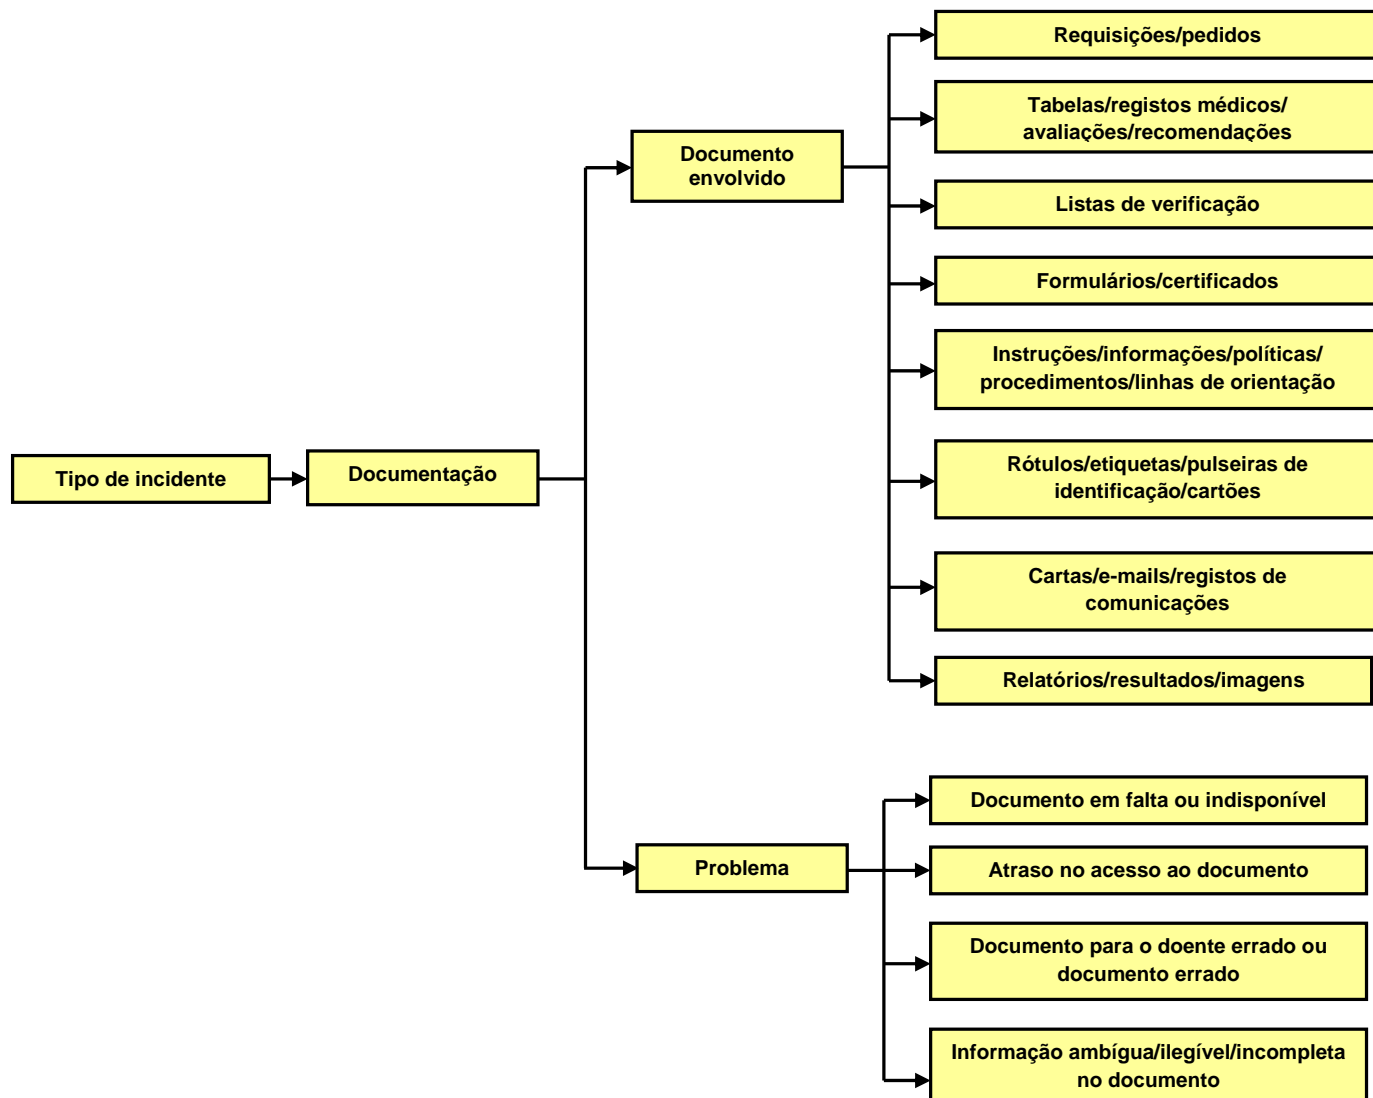 Tipo de incidente
Documentação
Documento
envolvido
Requisições/pedidos
Tabelas/registos médicos/
avaliações/recomendações
Listas de verificação
Formulários/certificados
Instruções/informações/políticas/
procedimentos/linhas de orientação
Rótulos/etiquetas/pulseiras de
identificação/cartões
Cartas/e-mails/registos de
comunicações
Relatórios/resultados/imagens
Problema
Documento em falta ou indisponível
Atraso no acesso ao documento
Documento para o doente errado ou
documento errado
Informação ambígua/ilegível/incompleta
no documento